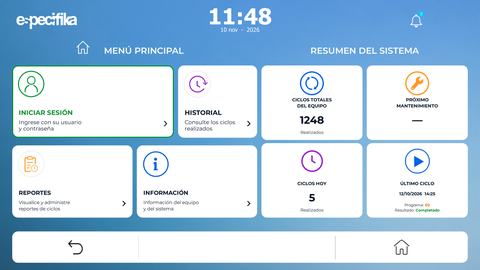 especifika
11:48
10 nov - 2026
MENÚ PRINCIPAL
RESUMEN DEL SISTEMA
INICIAR SESIÓN
Ingrese con su usuario
y contraseña
HISTORIAL
Consulte los ciclos
realizados
CICLOS TOTALES
DEL EQUIPO
1248
Realizados
PRÓXIMO
MANTENIMIENTO
—
REPORTES
Visualice y administre
reportes de ciclos
INFORMACIÓN
Información del equipo
y del sistema
CICLOS HOY
5
Realizados
ÚLTIMO CICLO
12/10/2026 14:25
Programa:
Resultado: Completado